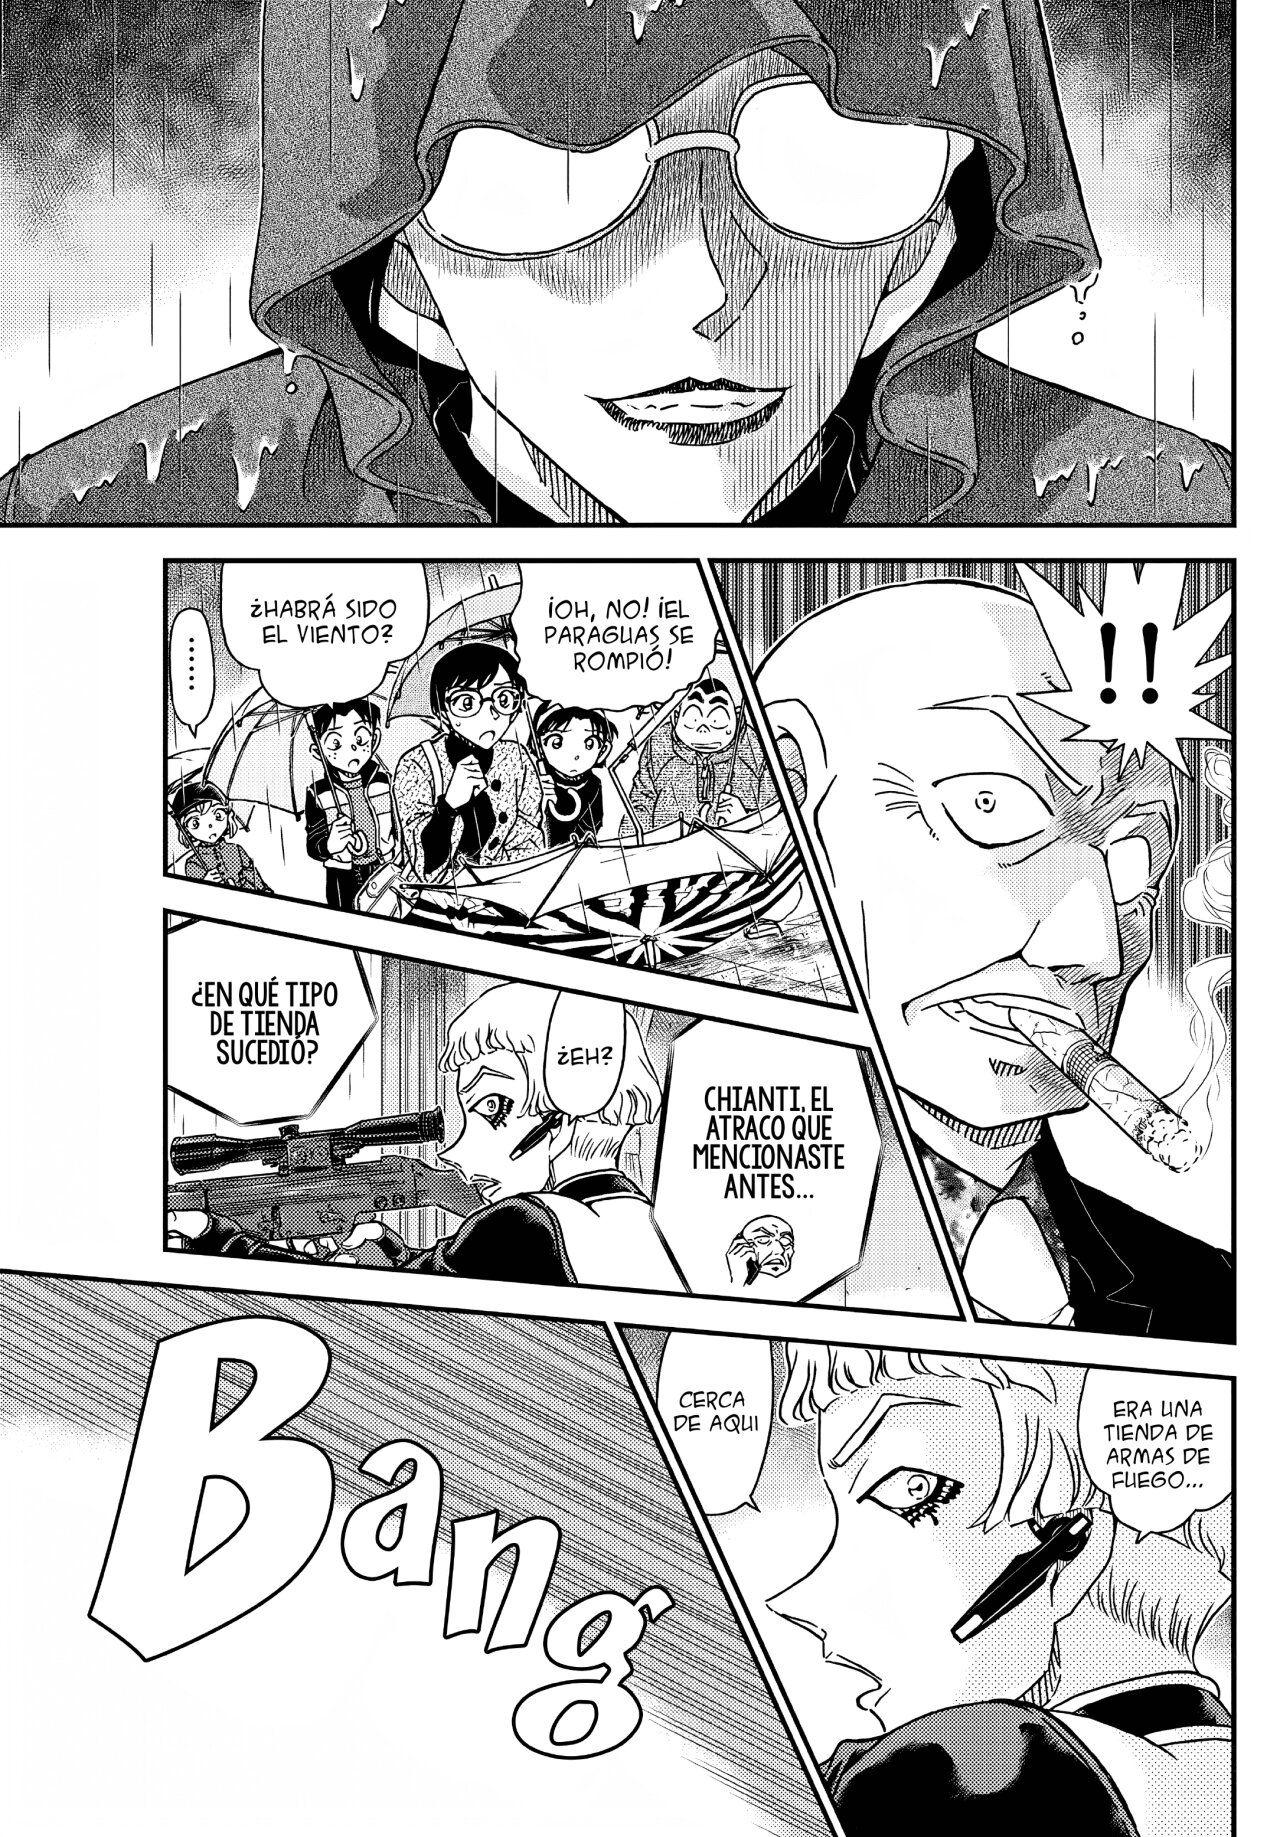 !!
¡OH, NO! ¡EL
PARAGUAS SE
ROMPIÓ!
¿HABRÁ SIDO
EL VIENTO?
......
CHIANTI, EL
ATRACO QUE
MENCIONASTE
ANTES...
¿EH?
¿EN QUÉ TIPO
DE TIENDA
SUCEDIÓ?
ERA UNA
TIENDA DE
ARMAS DE
FUEGO...
CERCA
DE AQUI
Bang